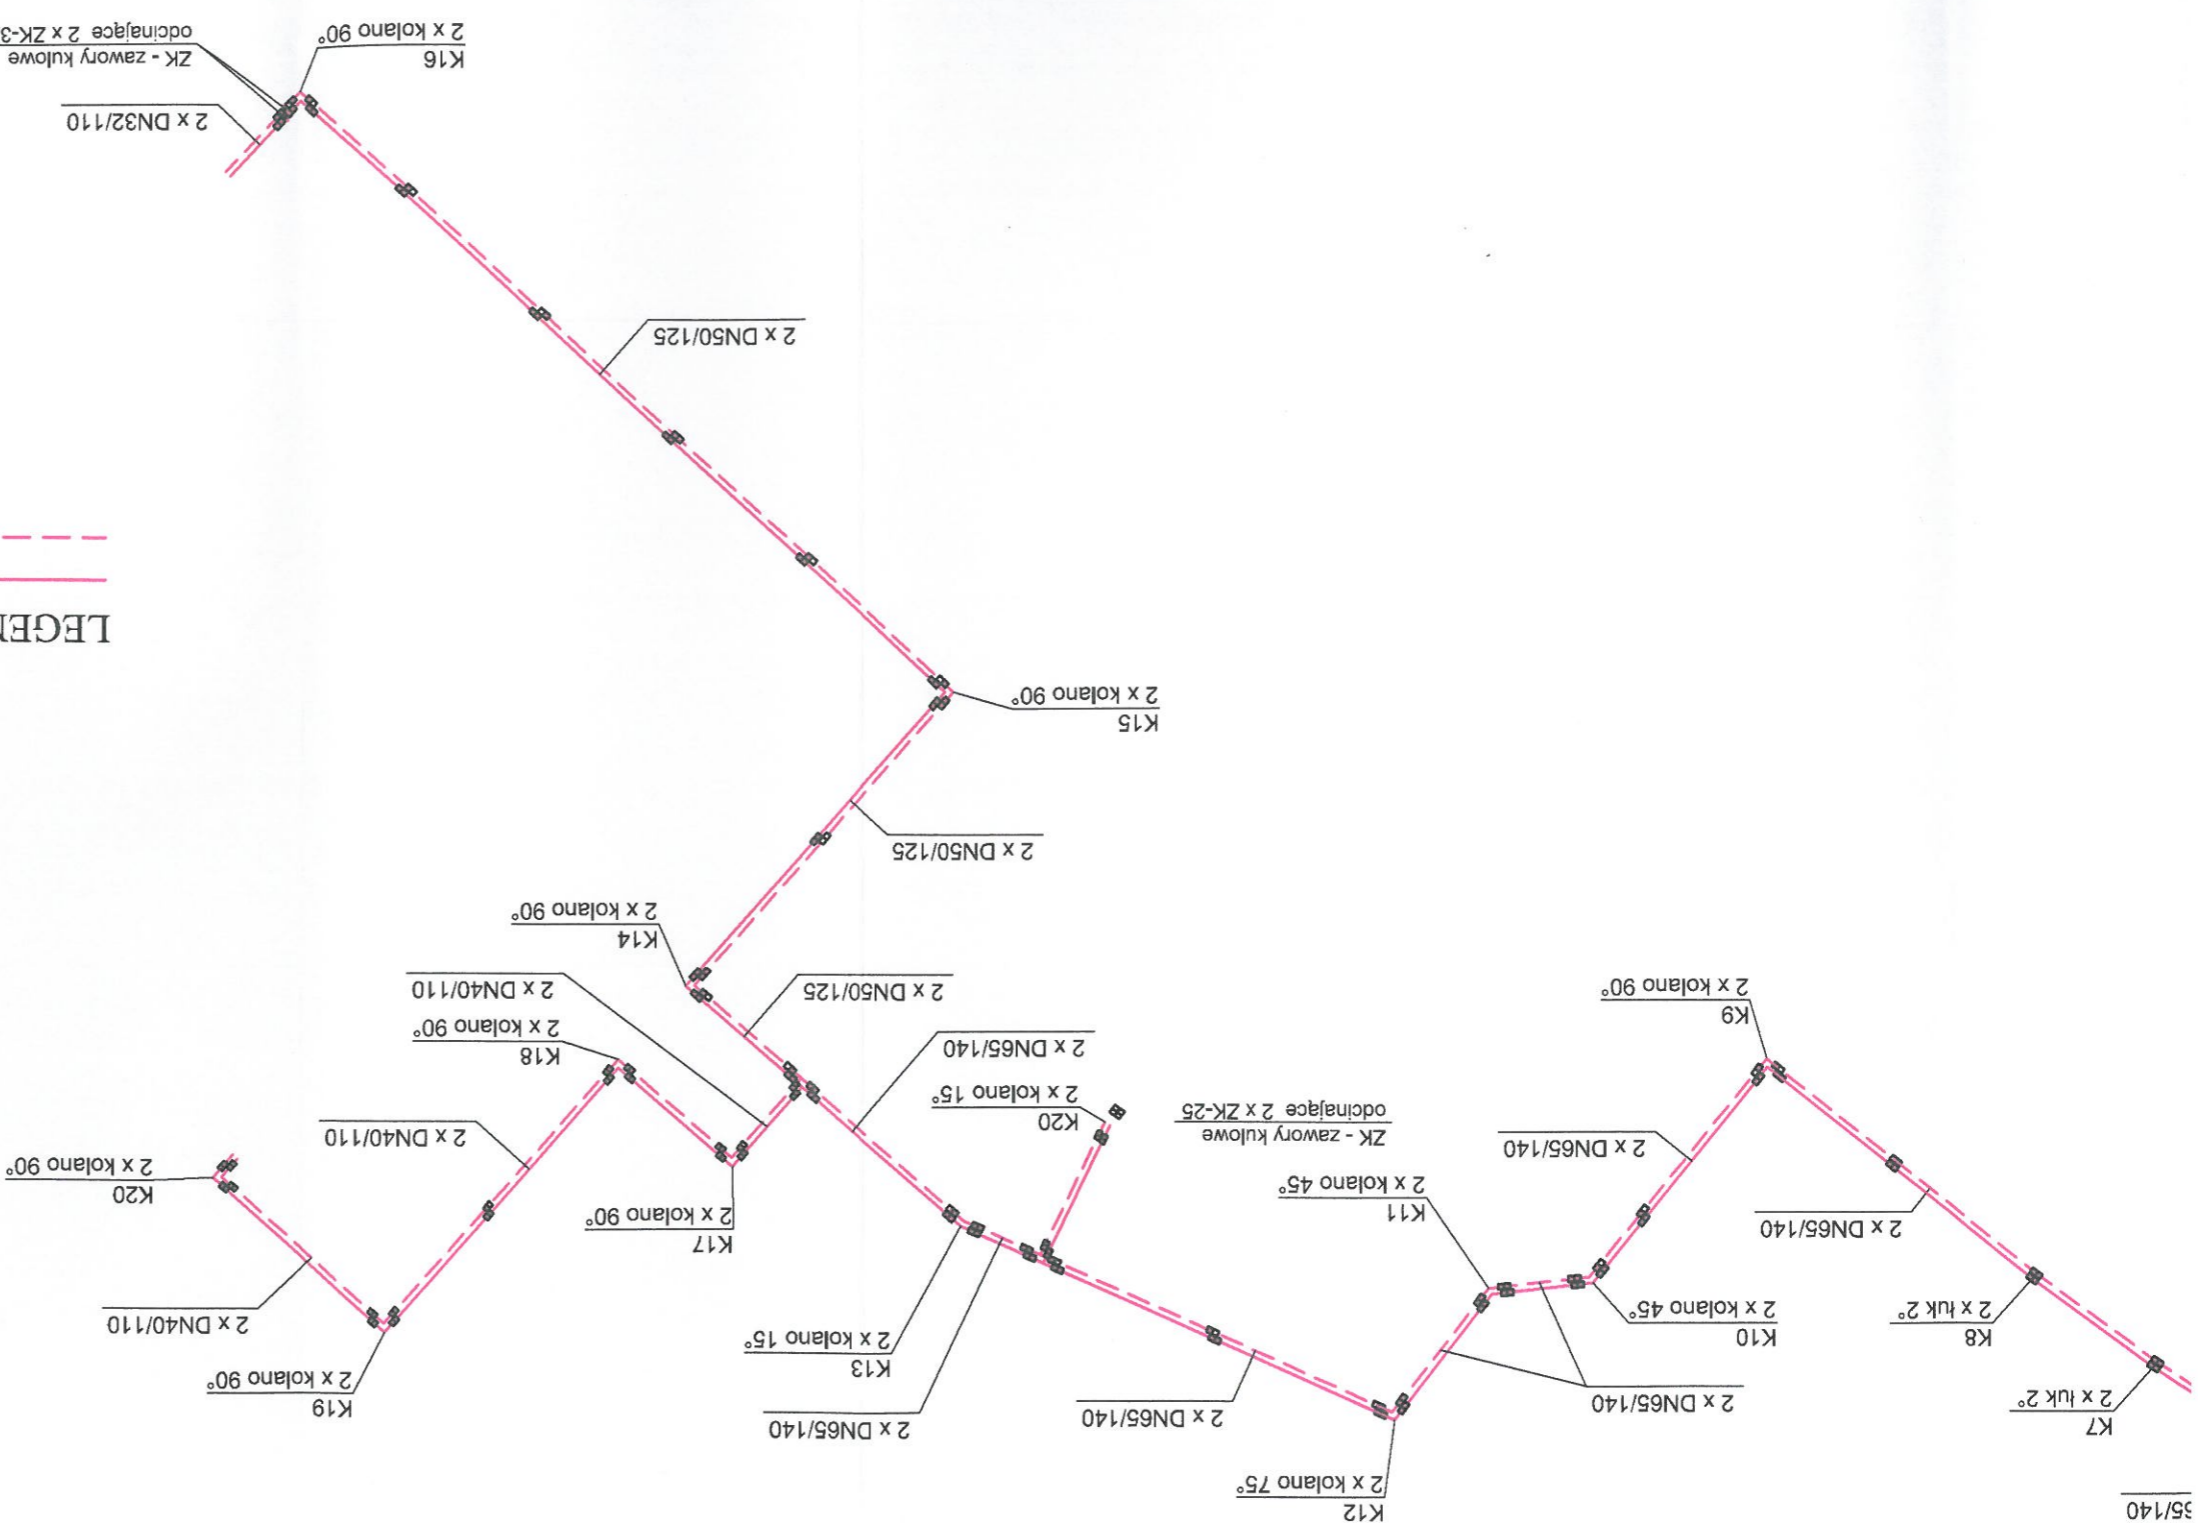 65/140
K12
2 x kolano 75°
K7
2 x łuk 2°
2 x DN65/140
2 x DN65/140
2 x DN65/140
K19
2 x kolano 90°
K13
2 x kolano 15°
K10
2 x kolano 45°
K8
2 x łuk 2°
2 x DN40/110
K17
2 x kolano 90°
2 x DN65/140
K11
2 x kolano 45°
K20
2 x kolano 90°
2 x DN65/140
2 x DN40/110
ZK - zawory kulowe
odcinające 2 x ZK-25
K20
2 x kolano 15°
2 x DN65/140
K18
2 x kolano 90°
K9
2 x kolano 90°
2 x DN50/125
2 x DN40/110
K14
2 x kolano 90°
2 x DN50/125
K15
2 x kolano 90°
2 x DN50/125
2 x DN32/110
K16
2 x kolano 90°
ZK - zawory kulowe
odcinające 2 x ZK-3